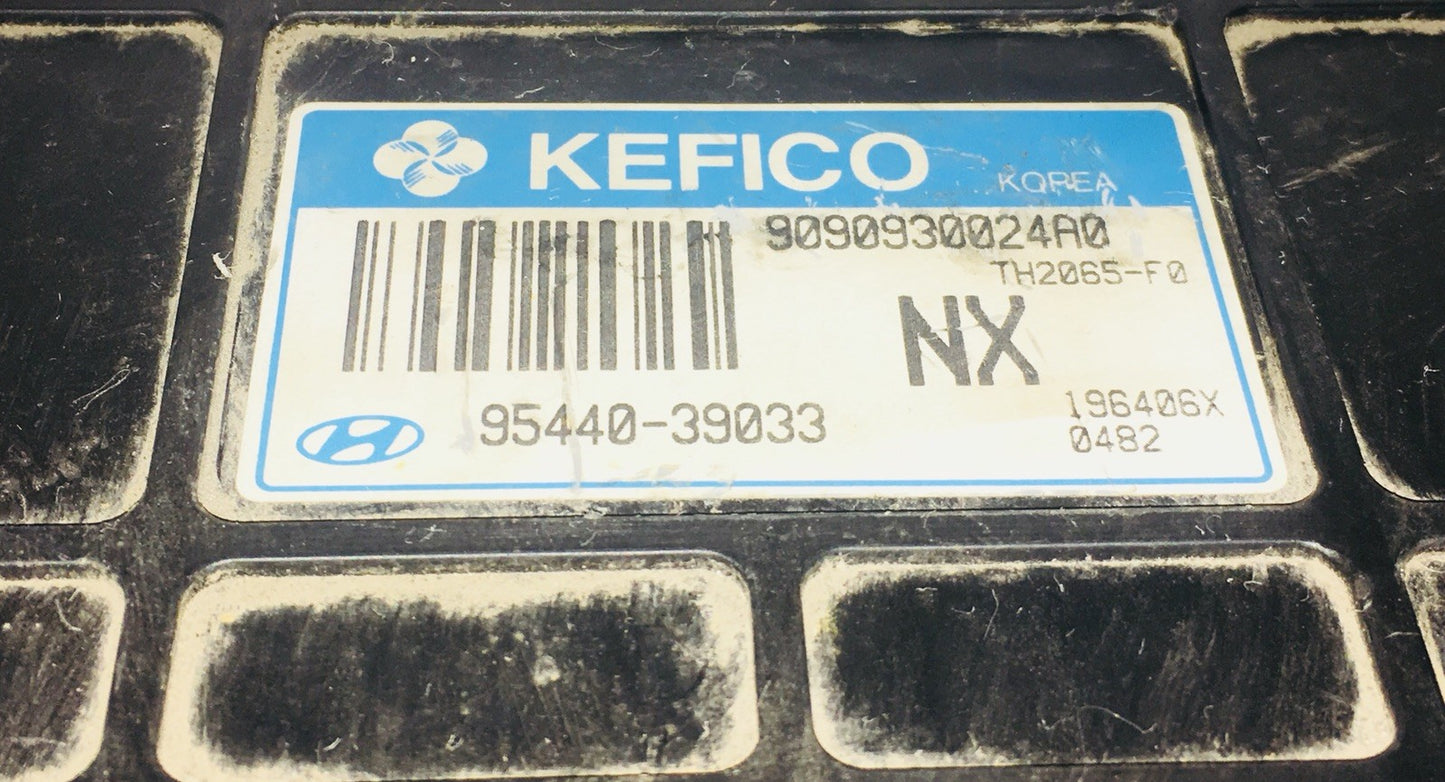 KEFICO KOREA
9090930024A0
TH2065-F0
NX
95440-39033
196406X
0482